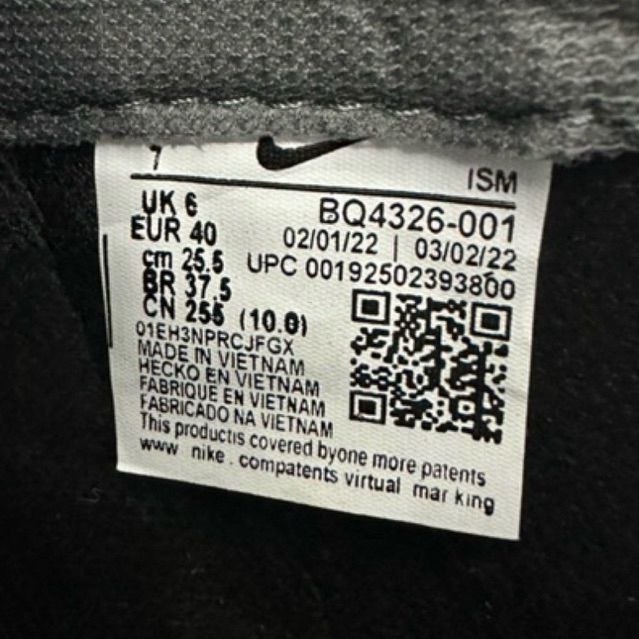 7
ISM
UK 6
EUR 40
cm 25.5
BR 37.5
CN 255 (10.0)
BQ4326-001
02/01/22 | 03/02/22
UPC 00192502393800
01EH3NPRCJFGX
MADE IN VIETNAM
HECKO EN VIETNAM
FABRIQUE EN VIETNAM
FABRICADO NA VIETNAM
This productis covered byone more patents
www nike . compatents virtual mar king